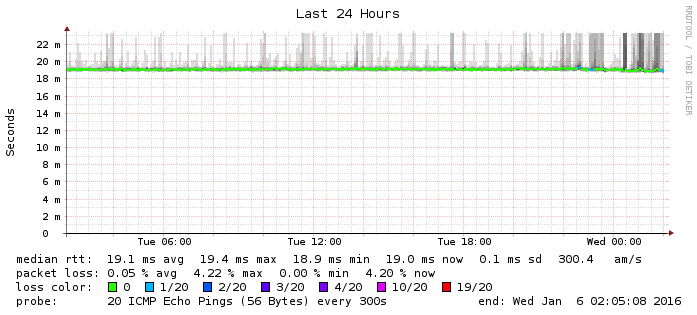 Last 24 Hours
RRDTOOL / TOBI OETIKER
Seconds
22 m
20 m
18 m
16 m
14 m
12 m
10 m
8 m
6 m
4 m
2 m
0
Tue 06:00 Tue 12:00 Tue 18:00 Wed 00:00
median rtt: 19.1 ms avg 19.4 ms max 18.9 ms min 19.0 ms now 0.1 ms sd 300.4 am/s
packet loss: 0.05 % avg 4.22 % max 0.00 % min 4.20 % now
loss color: 0 1/20 2/20 3/20 4/20 10/20 19/20
probe: 20 ICMP Echo Pings (56 Bytes) every 300s end: Wed Jan 6 02:05:08 2016